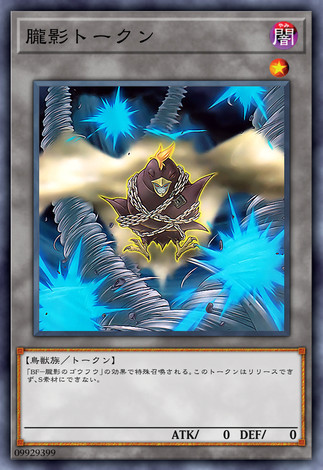 朧影トークン
闇
やみ
【鳥獣族／トークン】
「BF－朧影のゴウフウ」の効果で特殊召喚される。このトークンはリリースでき
ず、S素材にできない。
ATK/ 0 DEF/ 0
09929399